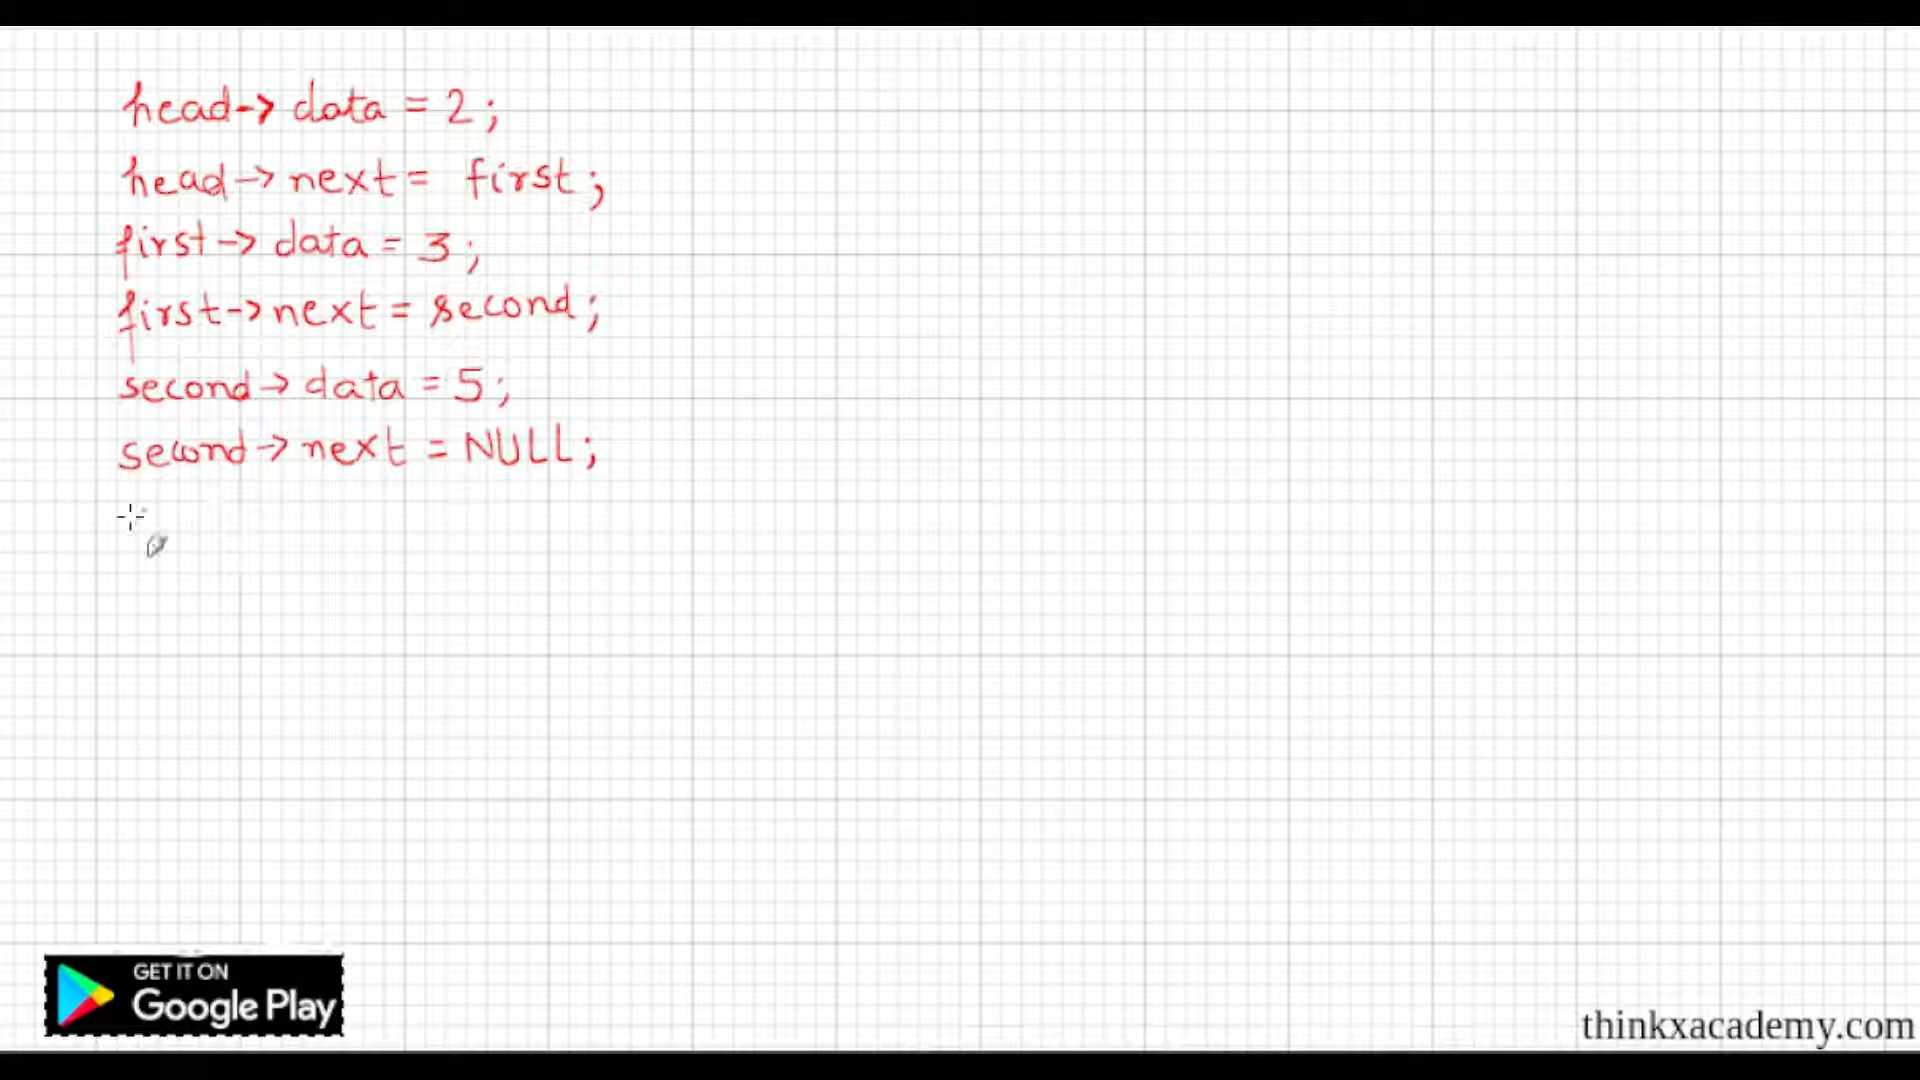 head-> data = 2;
head-> next = first;
first-> data = 3;
first-> next = second;
second-> data = 5;
second-> next = NULL;
GET IT ON
Google Play
thinkxacademy.com